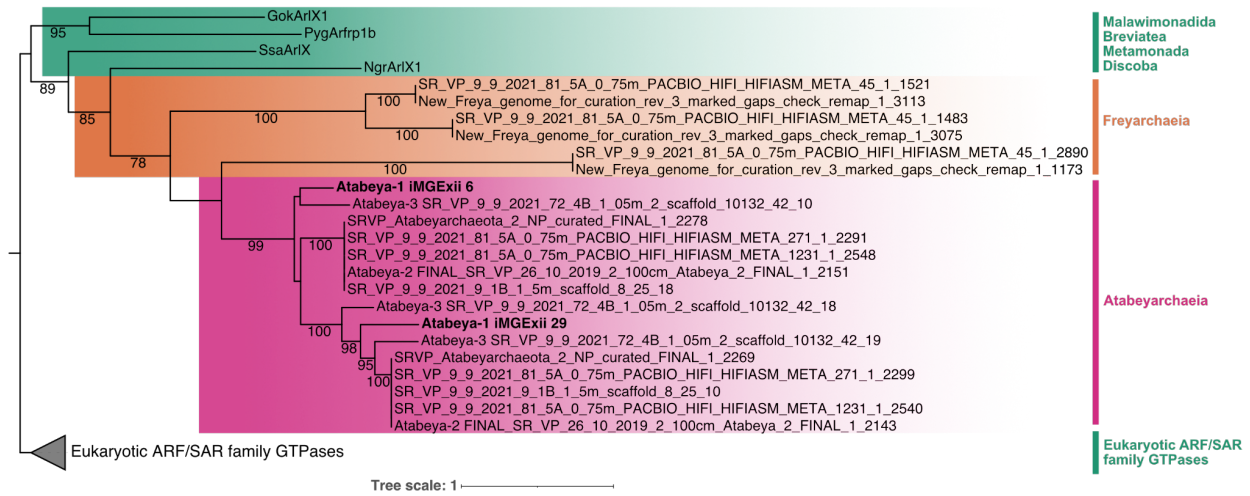 GokArlX1
95
PygArfrp1b
SsaArlX
89
NgrArlX1
Malawimonadida
Breviatea
Metamonada
Discoba
SR_VP_9_9_2021_81_5A_0_75m_PACBIO_HIFI_HIFIASM_META_45_1_1521
100
New_Freya_genome_for_curation_rev_3_marked_gaps_check_remap_1_3113
85
100
SR_VP_9_9_2021_81_5A_0_75m_PACBIO_HIFI_HIFIASM_META_45_1_1483
100
New_Freya_genome_for_curation_rev_3_marked_gaps_check_remap_1_3075
Freyarchaeia
78
SR_VP_9_9_2021_81_5A_0_75m_PACBIO_HIFI_HIFIASM_META_45_1_2890
100
New_Freya_genome_for_curation_rev_3_marked_gaps_check_remap_1_1173
Atabeya-1 iMGExii 6
Atabeya-3 SR_VP_9_9_2021_72_4B_1_05m_2_scaffold_10132_42_10
SRVP_Atabeyarchaeota_2_NP_curated_FINAL_1_2278
99
100
SR_VP_9_9_2021_81_5A_0_75m_PACBIO_HIFI_HIFIASM_META_271_1_2291
SR_VP_9_9_2021_81_5A_0_75m_PACBIO_HIFI_HIFIASM_META_1231_1_2548
Atabeya-2 FINAL_SR_VP_26_10_2019_2_100cm_Atabeya_2_FINAL_1_2151
SR_VP_9_9_2021_9_1B_1_5m_scaffold_8_25_18
Atabeyarchaeia
Atabeya-3 SR_VP_9_9_2021_72_4B_1_05m_2_scaffold_10132_42_18
100
Atabeya-1 iMGExii 29
98
Atabeya-3 SR_VP_9_9_2021_72_4B_1_05m_2_scaffold_10132_42_19
95
SRVP_Atabeyarchaeota_2_NP_curated_FINAL_1_2269
100
SR_VP_9_9_2021_81_5A_0_75m_PACBIO_HIFI_HIFIASM_META_271_1_2299
SR_VP_9_9_2021_9_1B_1_5m_scaffold_8_25_10
SR_VP_9_9_2021_81_5A_0_75m_PACBIO_HIFI_HIFIASM_META_1231_1_2540
Atabeya-2 FINAL_SR_VP_26_10_2019_2_100cm_Atabeya_2_FINAL_1_2143
Eukaryotic ARF/SAR family GTPases
Eukaryotic ARF/SAR
family GTPases
Tree scale: 1